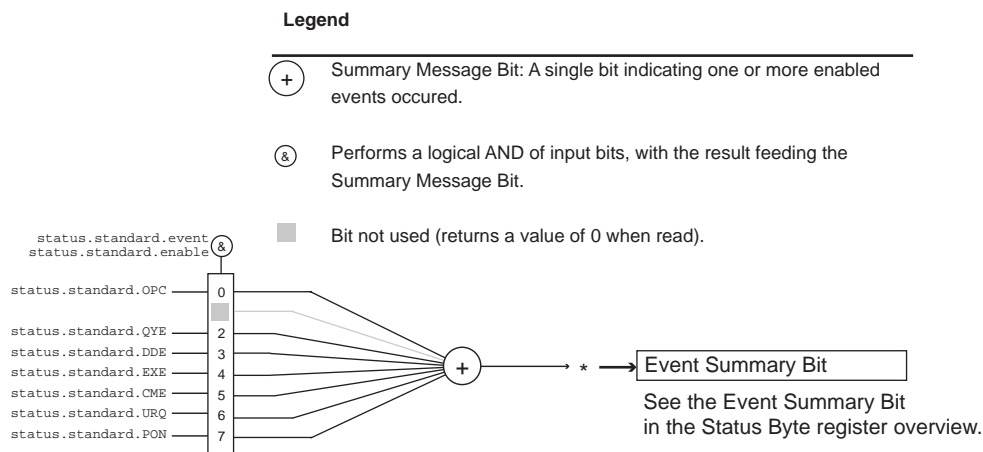 Legend
+
Summary Message Bit: A single bit indicating one or more enabled
events occured.
&
Performs a logical AND of input bits, with the result feeding the
Summary Message Bit.
Bit not used (returns a value of 0 when read).
status.standard.event
status.standard.enable
&
status.standard.OPC 0
status.standard.QYE 2
status.standard.DDE 3
status.standard.EXE 4
status.standard.CME 5
status.standard.URQ 6
status.standard.PON 7
+
*
Event Summary Bit
See the Event Summary Bit
in the Status Byte register overview.